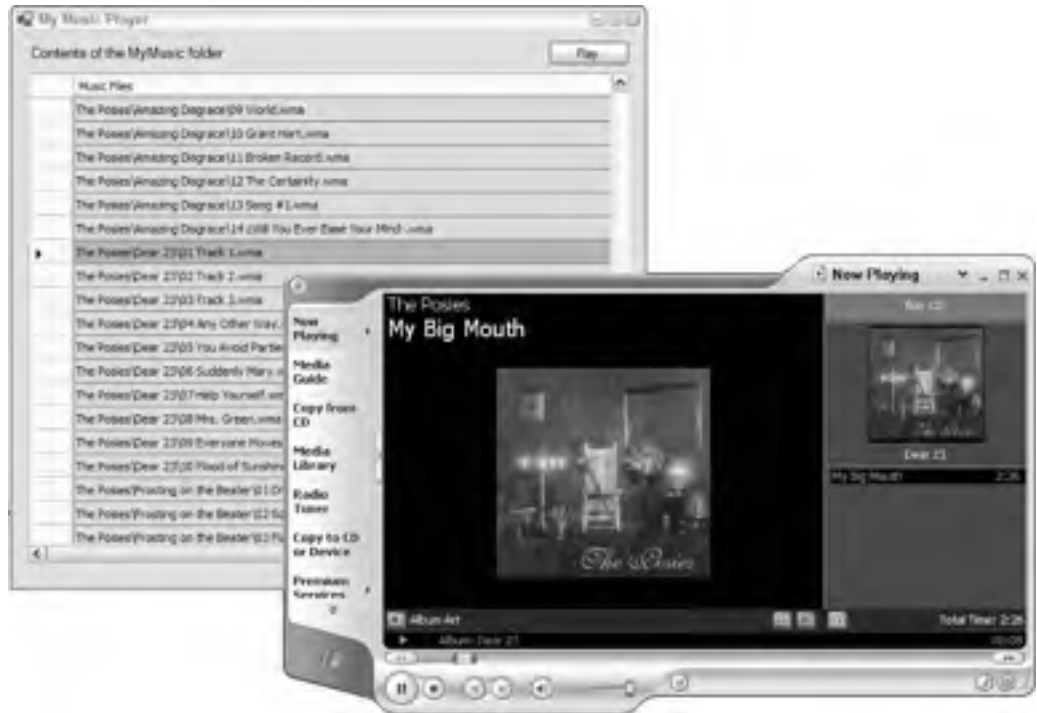 My Music Player
Contents of the MyMusic folder
Play
Music Files
The Posies\Amazing Disgrace\09 World.wma
The Posies\Amazing Disgrace\10 Grant Hart.wma
The Posies\Amazing Disgrace\11 Broken Record.wma
The Posies\Amazing Disgrace\12 The Certainity.wma
The Posies\Amazing Disgrace\13 Song #1.wma
The Posies\Amazing Disgrace\14 Will You Ever Ease Your Mind-.wma
The Posies\Dear 23\01 Track 1.wma
The Posies\Dear 23\02 Track 2.wma
The Posies\Dear 23\03 Track 3.wma
The Posies\Dear 23\04 Any Other Way.
The Posies\Dear 23\05 You Avoid Partie
The Posies\Dear 23\06 Suddenly Mary.
The Posies\Dear 23\07 Help Yourself.
The Posies\Dear 23\08 Mrs. Green.wma
The Posies\Dear 23\09 Everyone Moves
The Posies\Dear 23\10 Flood of Sunshin
The Posies\Frosting on the Beater\01
The Posies\Frosting on the Beater\02
The Posies\Frosting on the Beater\03
Now Playing
Now
Playing
Media
Guide
Copy from
CD
Media
Library
Radio
Tuner
Copy to CD
or Device
Premium
Services
The Posies
My Big Mouth
The Posies
Dear 23
My Big Mouth 2:26
Album Art
Total Time: 2:26
Album: Dear 23